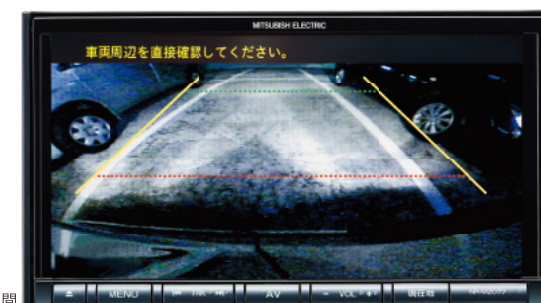 MITSUBISHI ELECTRIC
車両周辺を直接確認してください。
MENU
AV
- VOL +
現在地
間